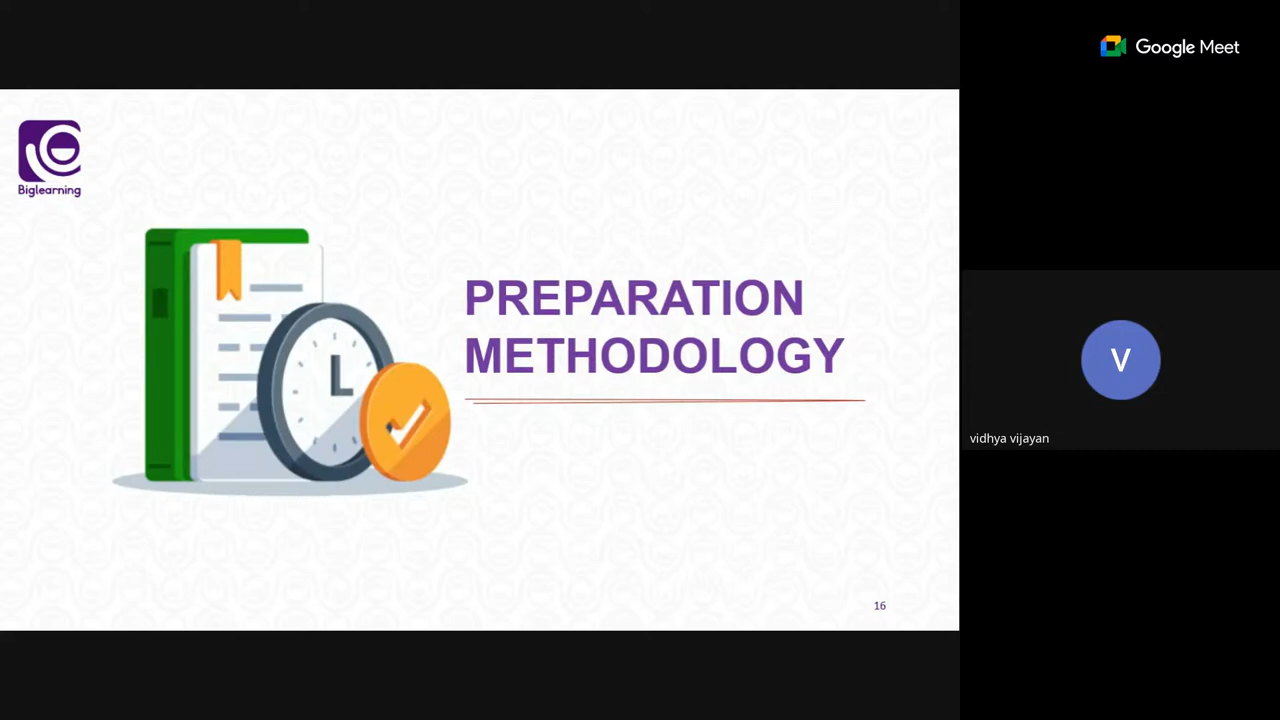 Google Meet
Biglearning
PREPARATION
METHODOLOGY
V
vidhya vijayan
16